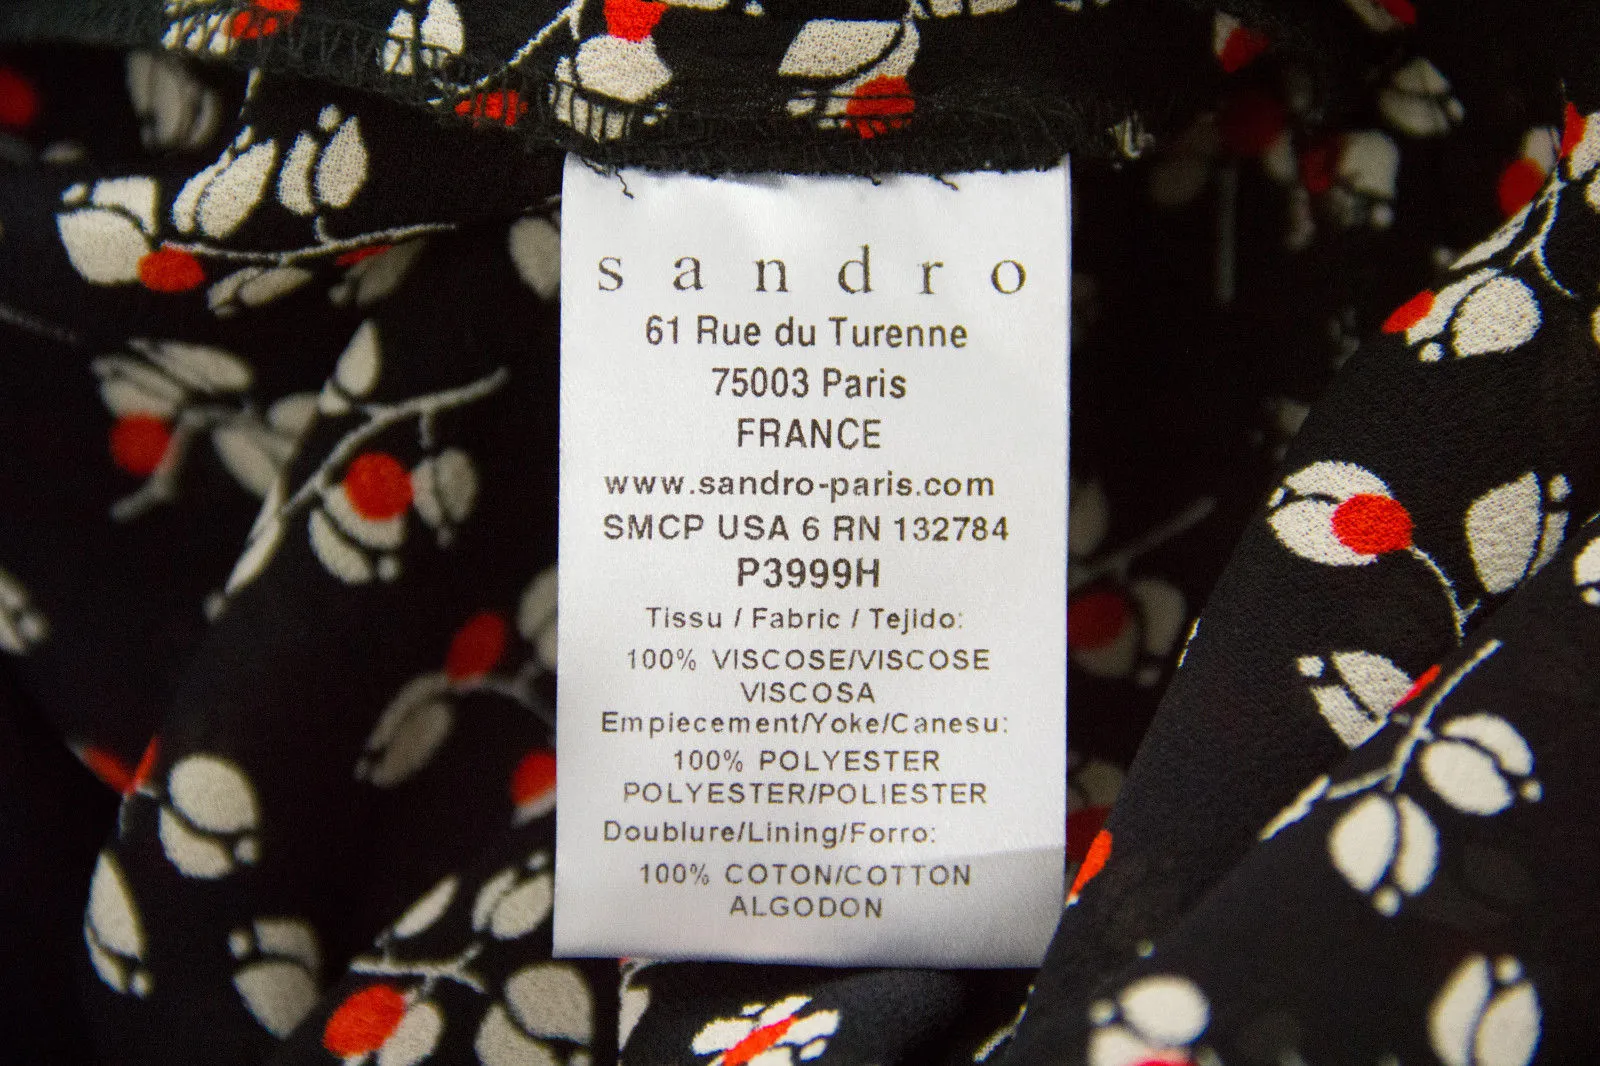 sandro
61 Rue du Turenne
75003 Paris
FRANCE
www.sandro-paris.com
SMCP USA 6 RN 132784
P3999H
Tissu / Fabric / Tejido:
100% VISCOSE/VISCOSE
VISCOSA
Empiecement/Yoke/Canesu:
100% POLYESTER
POLYESTER/POLIESTER
Doublure/Lining/Forro:
100% COTON/COTTON
ALGODON